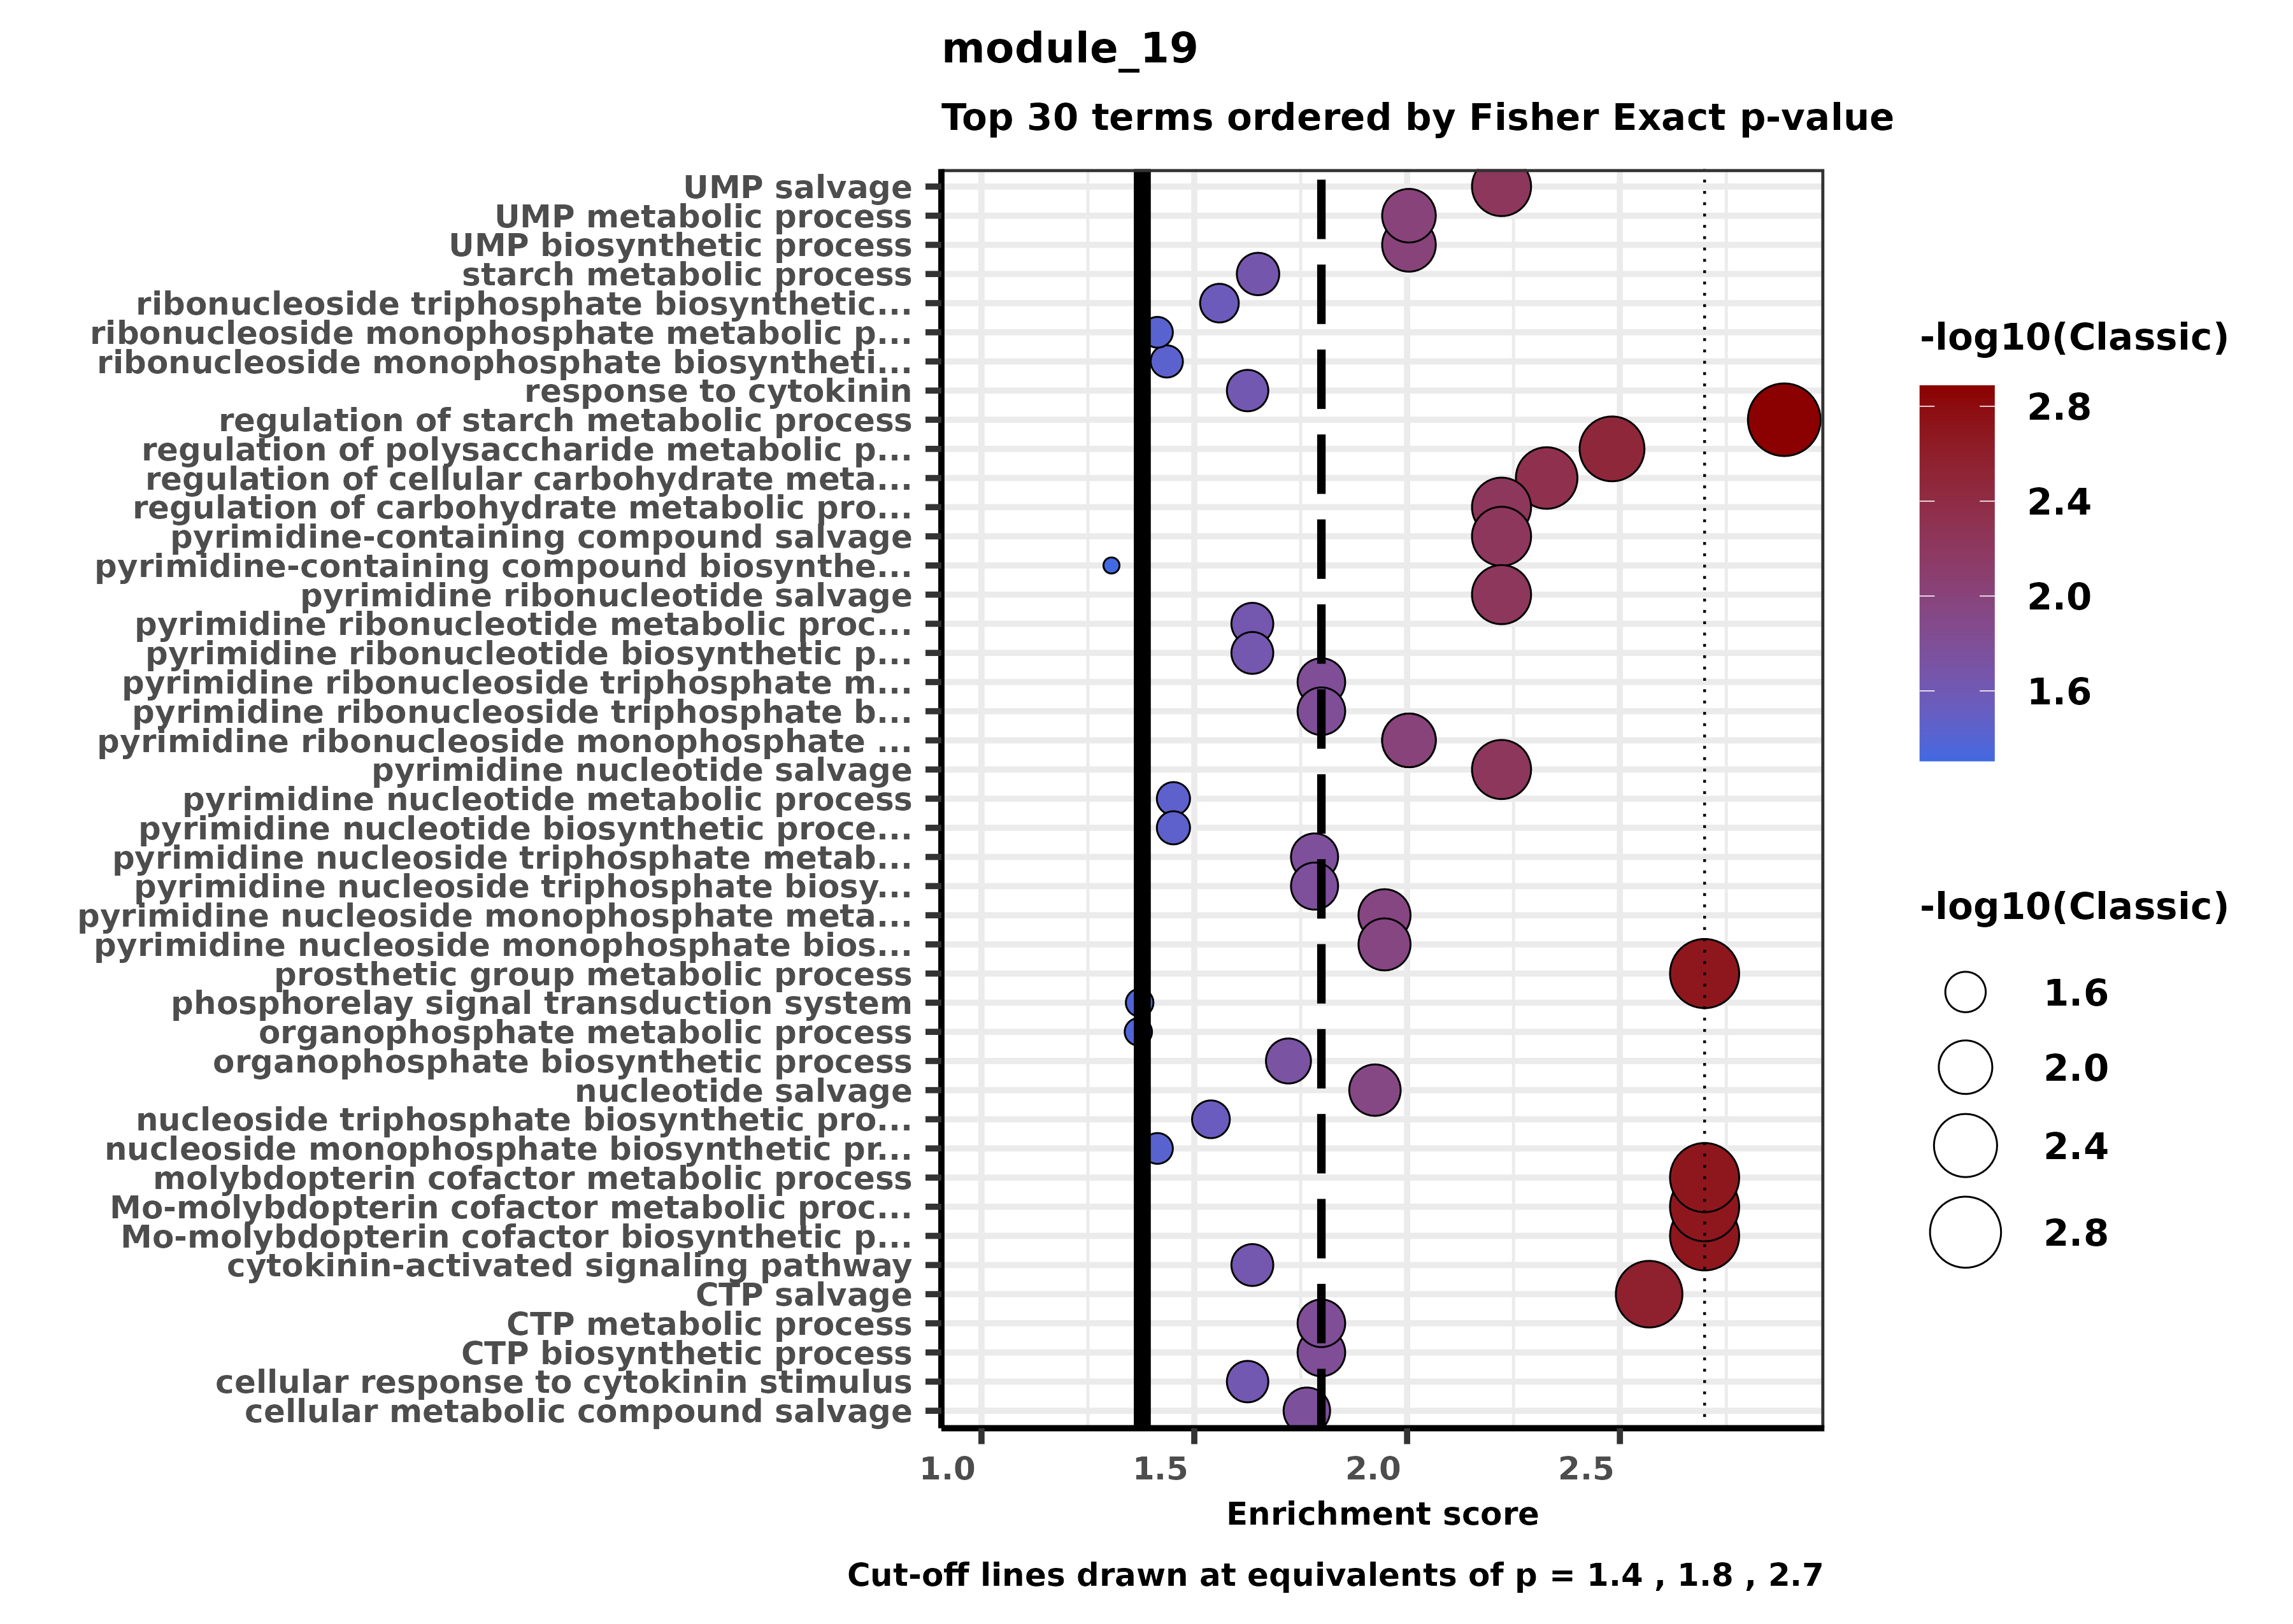 module_19
Top 30 terms ordered by Fisher Exact p-value
UMP salvage
UMP metabolic process
UMP biosynthetic process
starch metabolic process
ribonucleoside triphosphate biosynthetic...
ribonucleoside monophosphate metabolic p...
ribonucleoside monophosphate biosyntheti...
response to cytokinin
regulation of starch metabolic process
regulation of polysaccharide metabolic p...
regulation of cellular carbohydrate meta...
regulation of carbohydrate metabolic pro...
pyrimidine-containing compound salvage
pyrimidine-containing compound biosynthe...
pyrimidine ribonucleotide salvage
pyrimidine ribonucleotide metabolic proc...
pyrimidine ribonucleotide biosynthetic p...
pyrimidine ribonucleoside triphosphate m...
pyrimidine ribonucleoside triphosphate b...
pyrimidine ribonucleoside monophosphate ...
pyrimidine nucleotide salvage
pyrimidine nucleotide metabolic process
pyrimidine nucleotide biosynthetic proce...
pyrimidine nucleoside triphosphate metab...
pyrimidine nucleoside triphosphate biosy...
pyrimidine nucleoside monophosphate meta...
pyrimidine nucleoside monophosphate bios...
prosthetic group metabolic process
phosphorelay signal transduction system
organophosphate metabolic process
organophosphate biosynthetic process
nucleotide salvage
nucleoside triphosphate biosynthetic pro...
nucleoside monophosphate biosynthetic pr...
molybdopterin cofactor metabolic process
Mo-molybdopterin cofactor metabolic proc...
Mo-molybdopterin cofactor biosynthetic p...
cytokinin-activated signaling pathway
CTP salvage
CTP metabolic process
CTP biosynthetic process
cellular response to cytokinin stimulus
cellular metabolic compound salvage
1.0 1.5 2.0 2.5
Enrichment score
Cut-off lines drawn at equivalents of p = 1.4 , 1.8 , 2.7
-log10(Classic)
2.8
2.4
2.0
1.6
-log10(Classic)
1.6
2.0
2.4
2.8